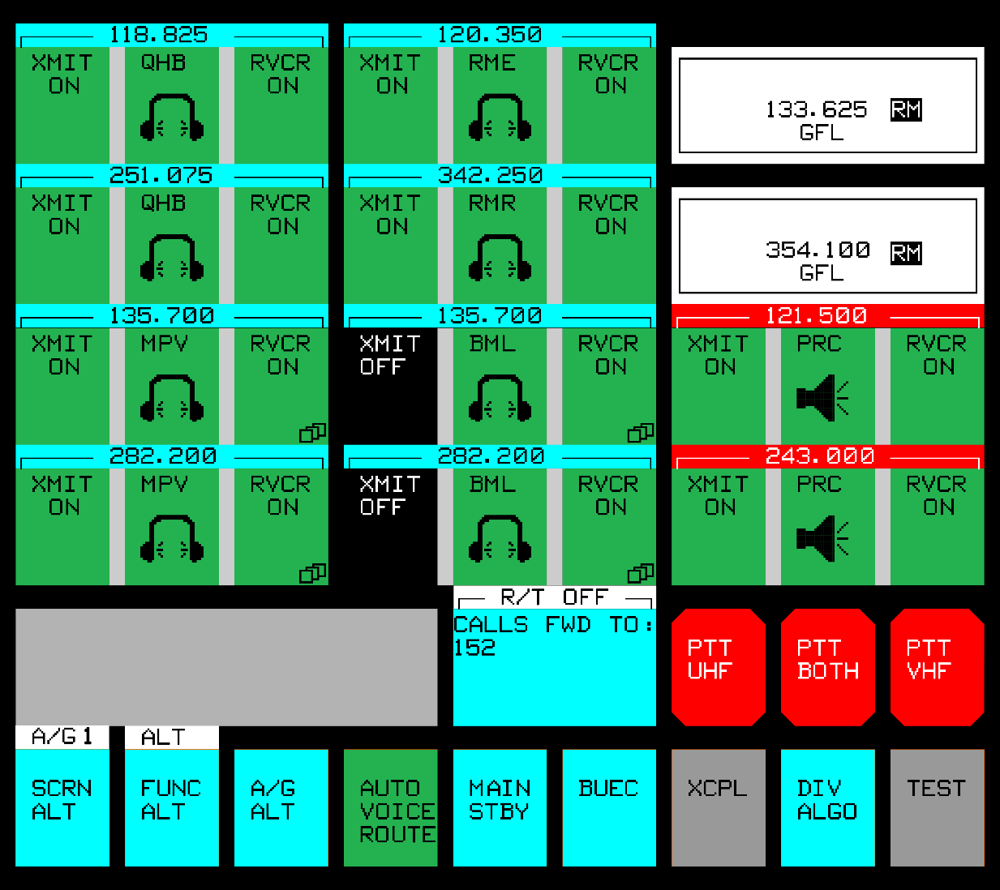 118.825
XMIT ON
QHB
RVCR ON
120.350
XMIT ON
RME
RVCR ON
133.625 RM
GFL
251.075
XMIT ON
QHB
RVCR ON
342.250
XMIT ON
RMR
RVCR ON
354.100 RM
GFL
135.700
XMIT ON
MPV
RVCR ON
135.700
XMIT OFF
BML
RVCR ON
121.500
XMIT ON
PRC
RVCR ON
282.200
XMIT ON
MPV
RVCR ON
282.200
XMIT OFF
BML
RVCR ON
243.000
XMIT ON
PRC
RVCR ON
R/T OFF
CALLS FWD TO:
152
PTT
UHF
PTT
BOTH
PTT
VHF
A/G 1
SCRN
ALT
ALT
FUNC
ALT
A/G
ALT
AUTO
VOICE
ROUTE
MAIN
STBY
BUEC
XCPL
DIV
ALGO
TEST